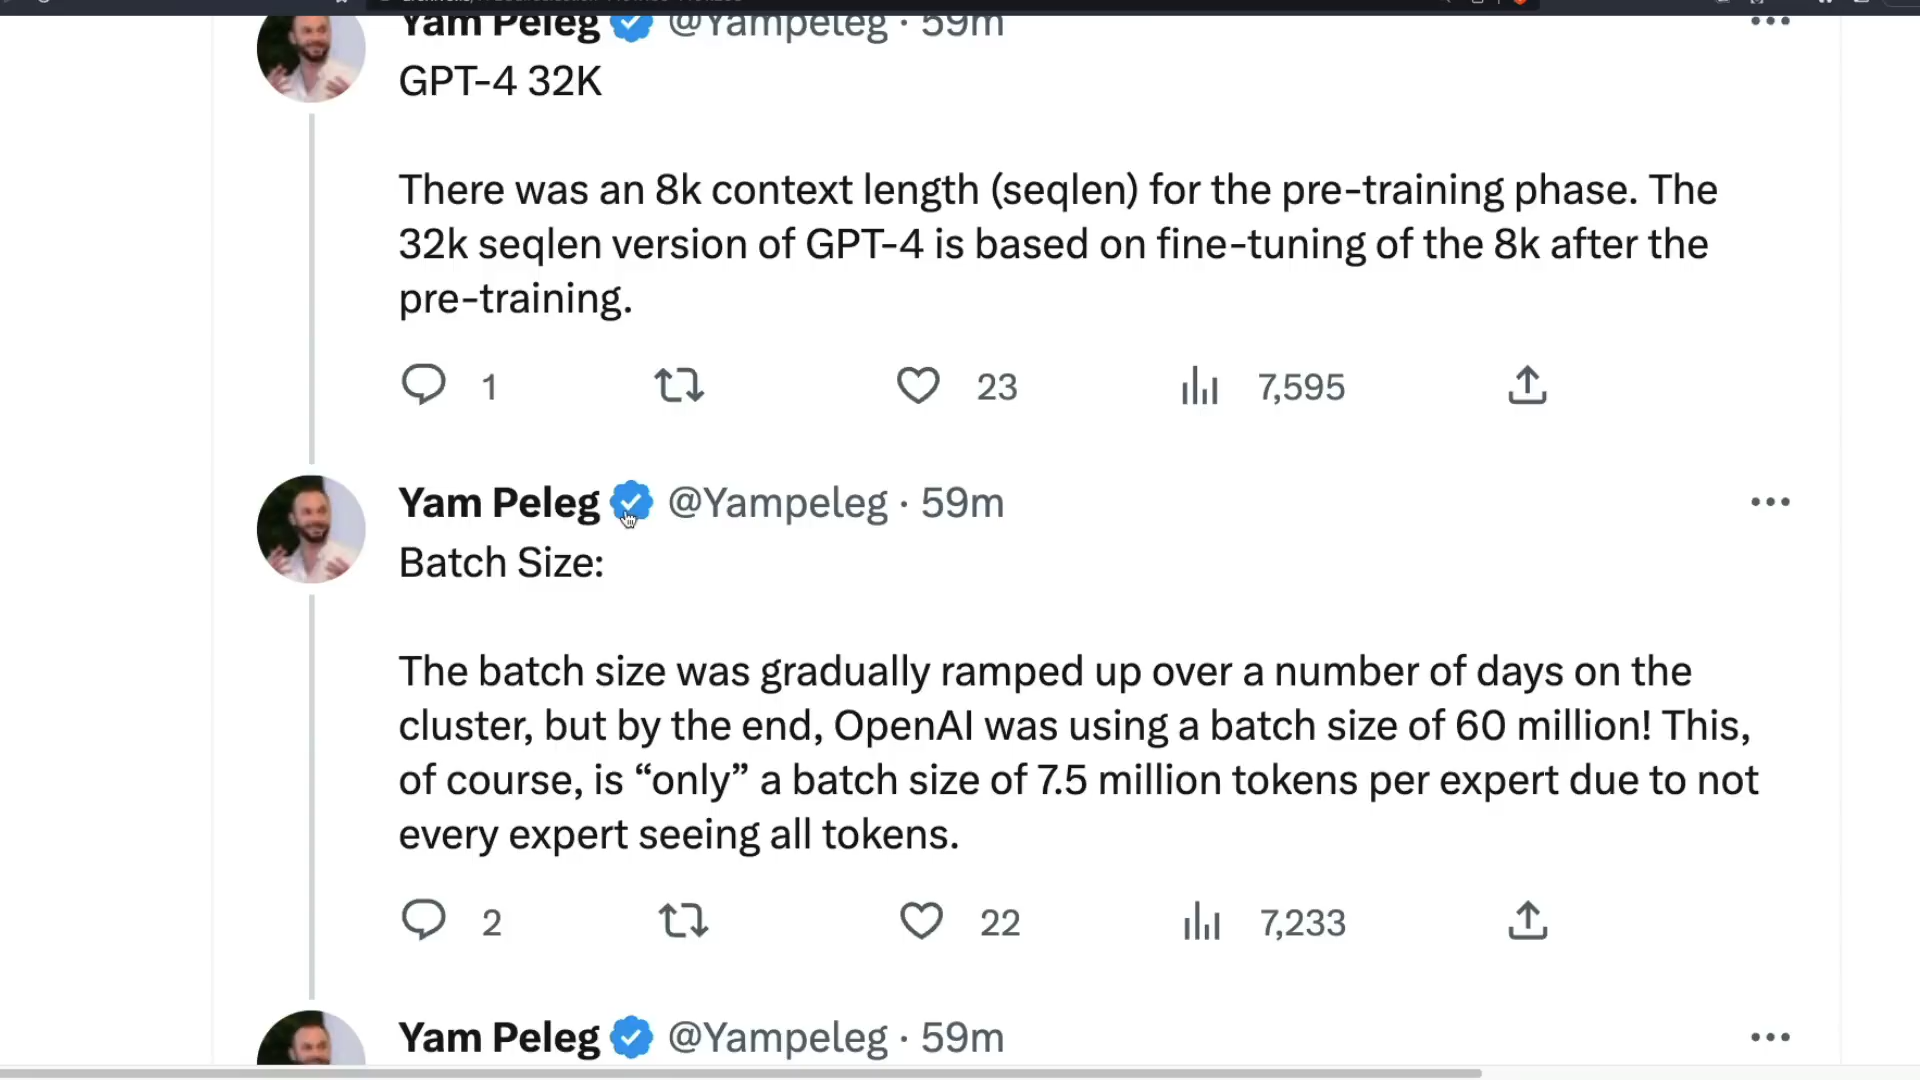 Yam Peleg @Yampeleg · 59m
GPT-4 32K
There was an 8k context length (seqlen) for the pre-training phase. The
32k seqlen version of GPT-4 is based on fine-tuning of the 8k after the
pre-training.
1 23 7,595
Yam Peleg @Yampeleg · 59m
Batch Size:
The batch size was gradually ramped up over a number of days on the
cluster, but by the end, OpenAI was using a batch size of 60 million! This,
of course, is “only” a batch size of 7.5 million tokens per expert due to not
every expert seeing all tokens.
2 22 7,233
Yam Peleg @Yampeleg · 59m